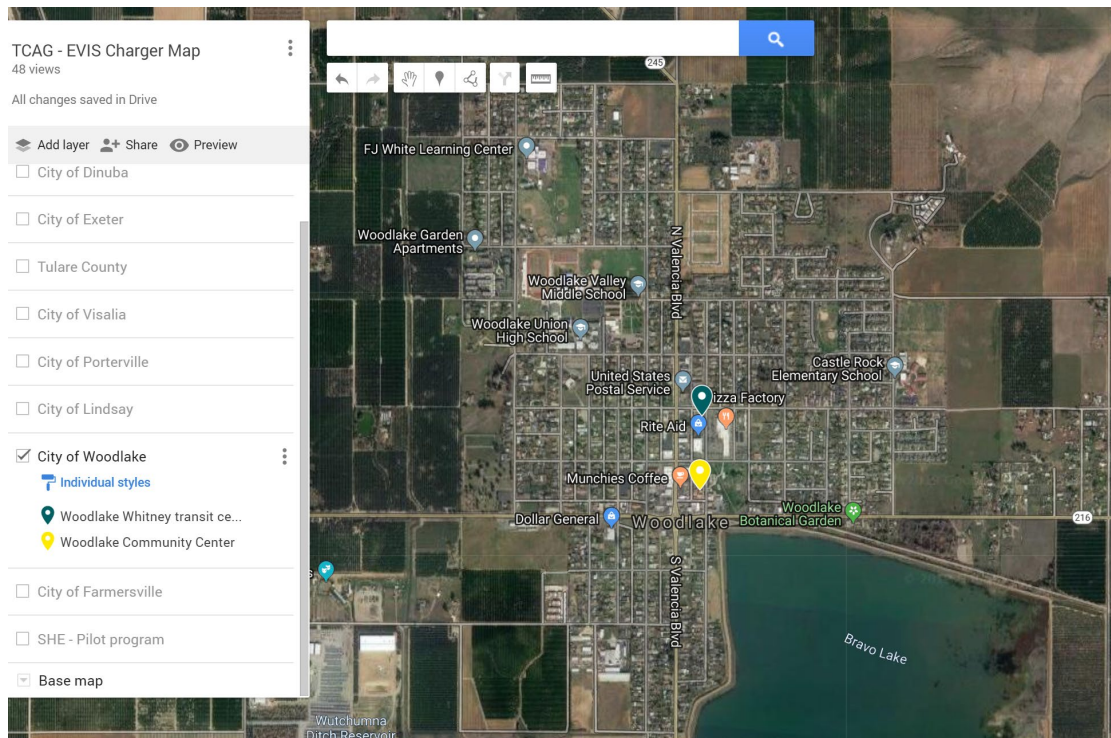 TCAG - EVIS Charger Map
48 views
All changes saved in Drive
Add layer
Share
Preview
City of Dinuba
City of Exeter
Tulare County
City of Visalia
City of Porterville
City of Lindsay
City of Woodlake
Individual styles
Woodlake Whitney transit ce...
Woodlake Community Center
City of Farmersville
SHE - Pilot program
Base map
245
FJ White Learning Center
Woodlake Garden
Apartments
N Valencia Blvd
Woodlake Valley
Middle School
Woodlake Union
High School
United States
Postal Service
Castle Rock
Elementary School
izza Factory
Rite Aid
Munchies Coffee
Dollar General
Woodlake
Woodlake
Botanical Garden
216
s
S Valencia Blvd
Bravo Lake
Wutchumna
Ditch Reservoir